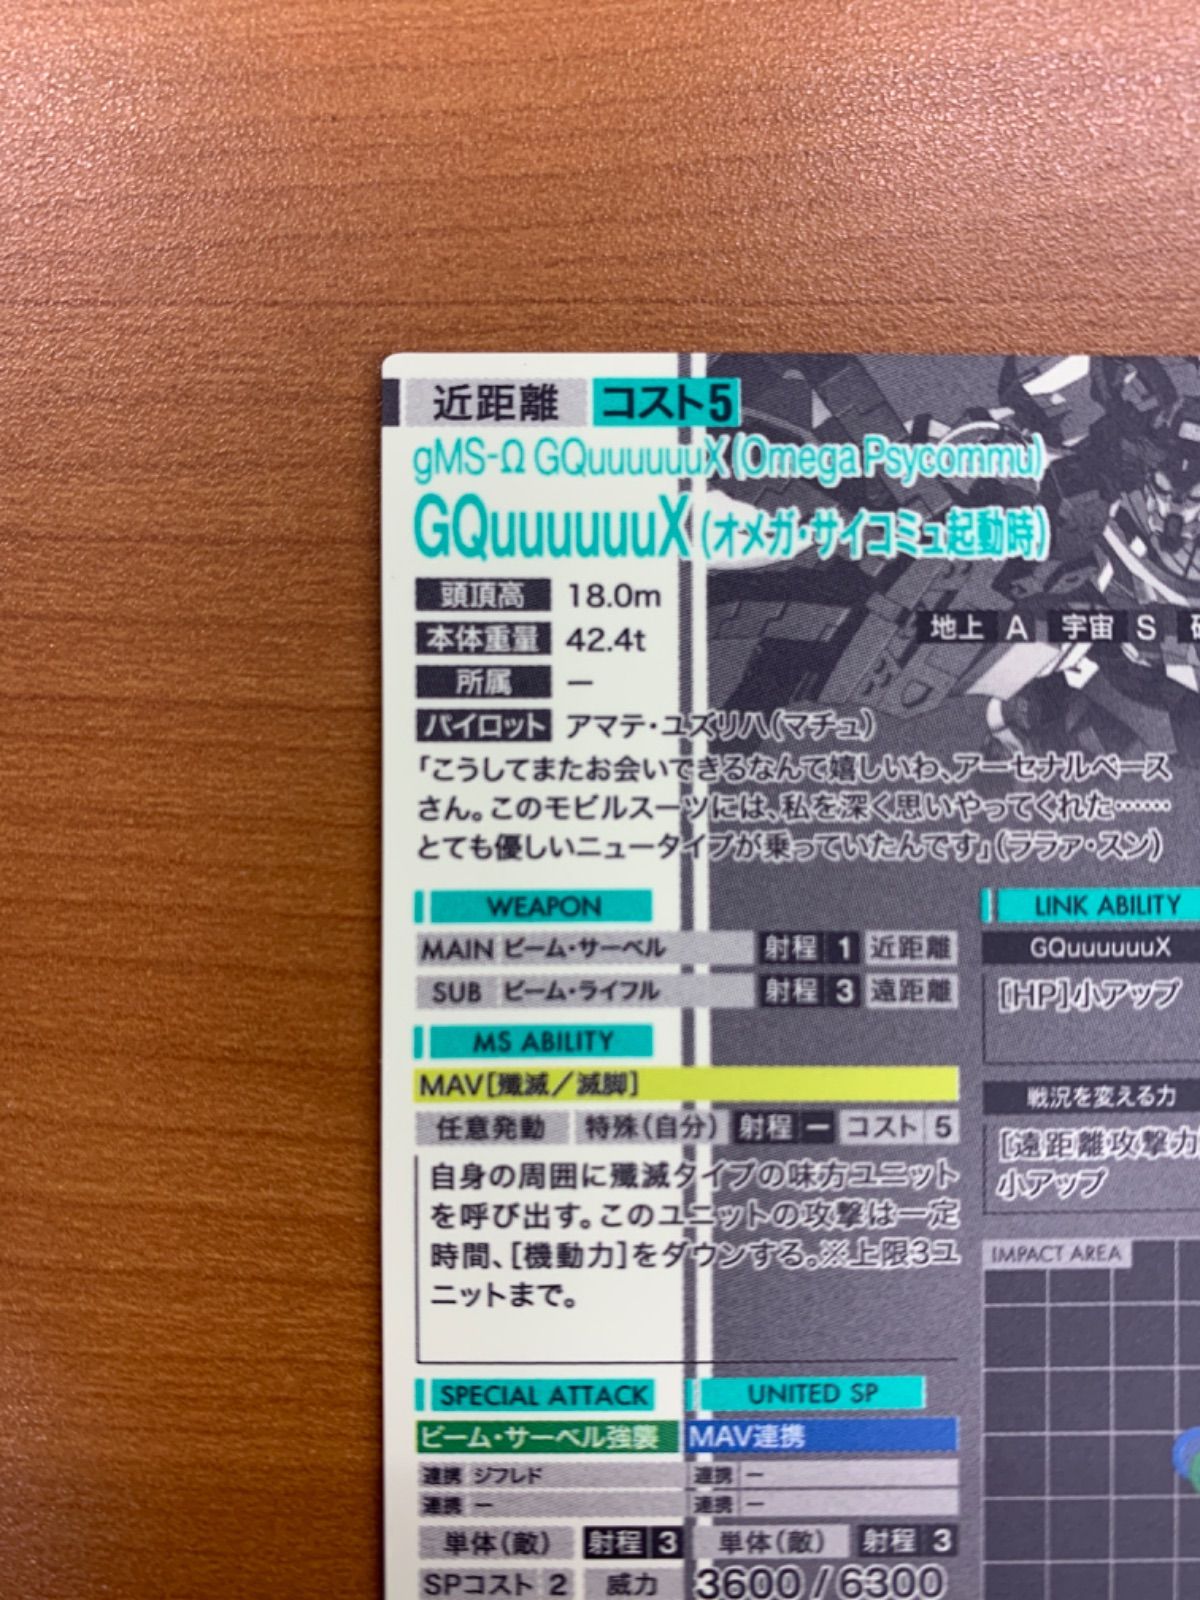 近距離 コスト5
gMS-Ω GQuuuuuuX (Omega Psycommu)
GQuuuuuuX (オメガ・サイコミュ起動時)
頭頂高 18.0m
本体重量 42.4t
地上 A 宇宙 S
所属 ー
パイロット アマテ・ユズリハ(マチュ)
「こうしてまたお会いできるなんて嬉しいわ、アーセナルベース
さん。このモビルスーツには、私を深く思いやってくれた……
とても優しいニュータイプが乗っていたんです」(ララァ・スン)
WEAPON
MAIN ビーム・サーベル 射程 1 近距離
SUB ビーム・ライフル 射程 3 遠距離
MS ABILITY
MAV[殲滅／滅脚]
任意発動 特殊(自分) 射程 ー コスト 5
自身の周囲に殲滅タイプの味方ユニット
を呼び出す。このユニットの攻撃は一定
時間、[機動力]をダウンする。※上限3ユ
ニットまで。
LINK ABILITY
GQuuuuuuX
[HP]小アップ
戦況を変える力
[遠距離攻撃力
小アップ
IMPACT AREA
SPECIAL ATTACK
ビーム・サーベル強襲
連携 ジフレド
連携 ー
単体(敵) 射程 3
UNITED SP
MAV連携
連携 ー
連携 ー
単体(敵) 射程 3
SPコスト 2 威力 3600 / 6300